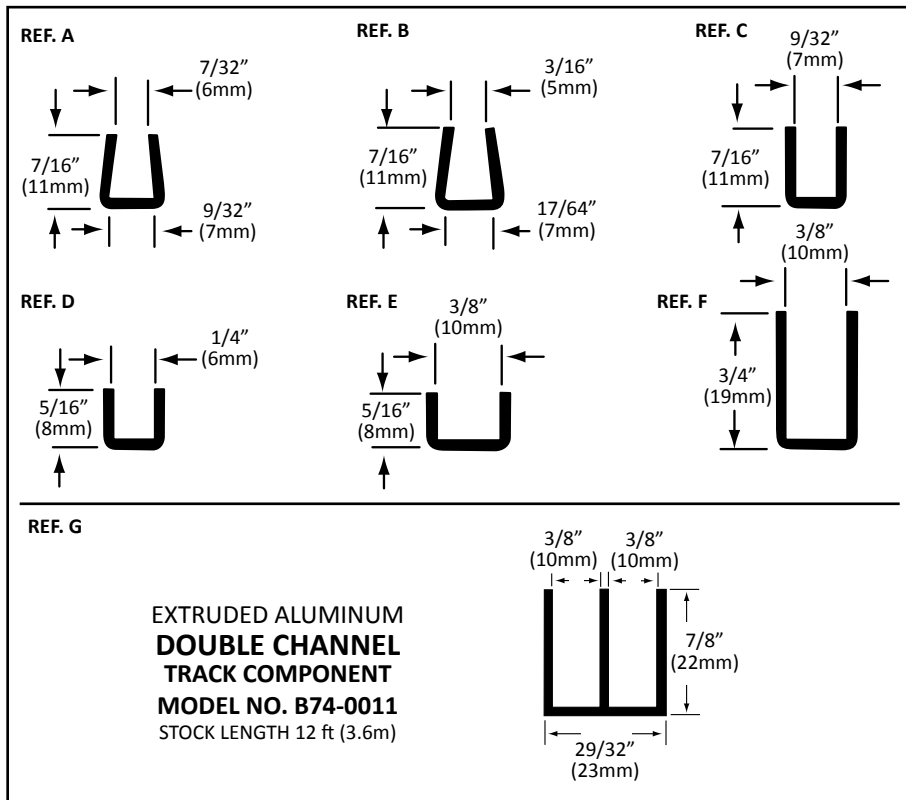 REF. A
7/32”
(6mm)
7/16”
(11mm)
9/32”
(7mm)
REF. B
3/16”
(5mm)
7/16”
(11mm)
17/64”
(7mm)
REF. C
9/32”
(7mm)
7/16”
(11mm)
REF. D
1/4”
(6mm)
5/16”
(8mm)
REF. E
3/8”
(10mm)
5/16”
(8mm)
REF. F
3/8”
(10mm)
3/4”
(19mm)
REF. G
EXTRUDED ALUMINUM
DOUBLE CHANNEL
TRACK COMPONENT
MODEL NO. B74-0011
STOCK LENGTH 12 ft (3.6m)
3/8” 3/8”
(10mm) (10mm)
7/8”
(22mm)
29/32”
(23mm)